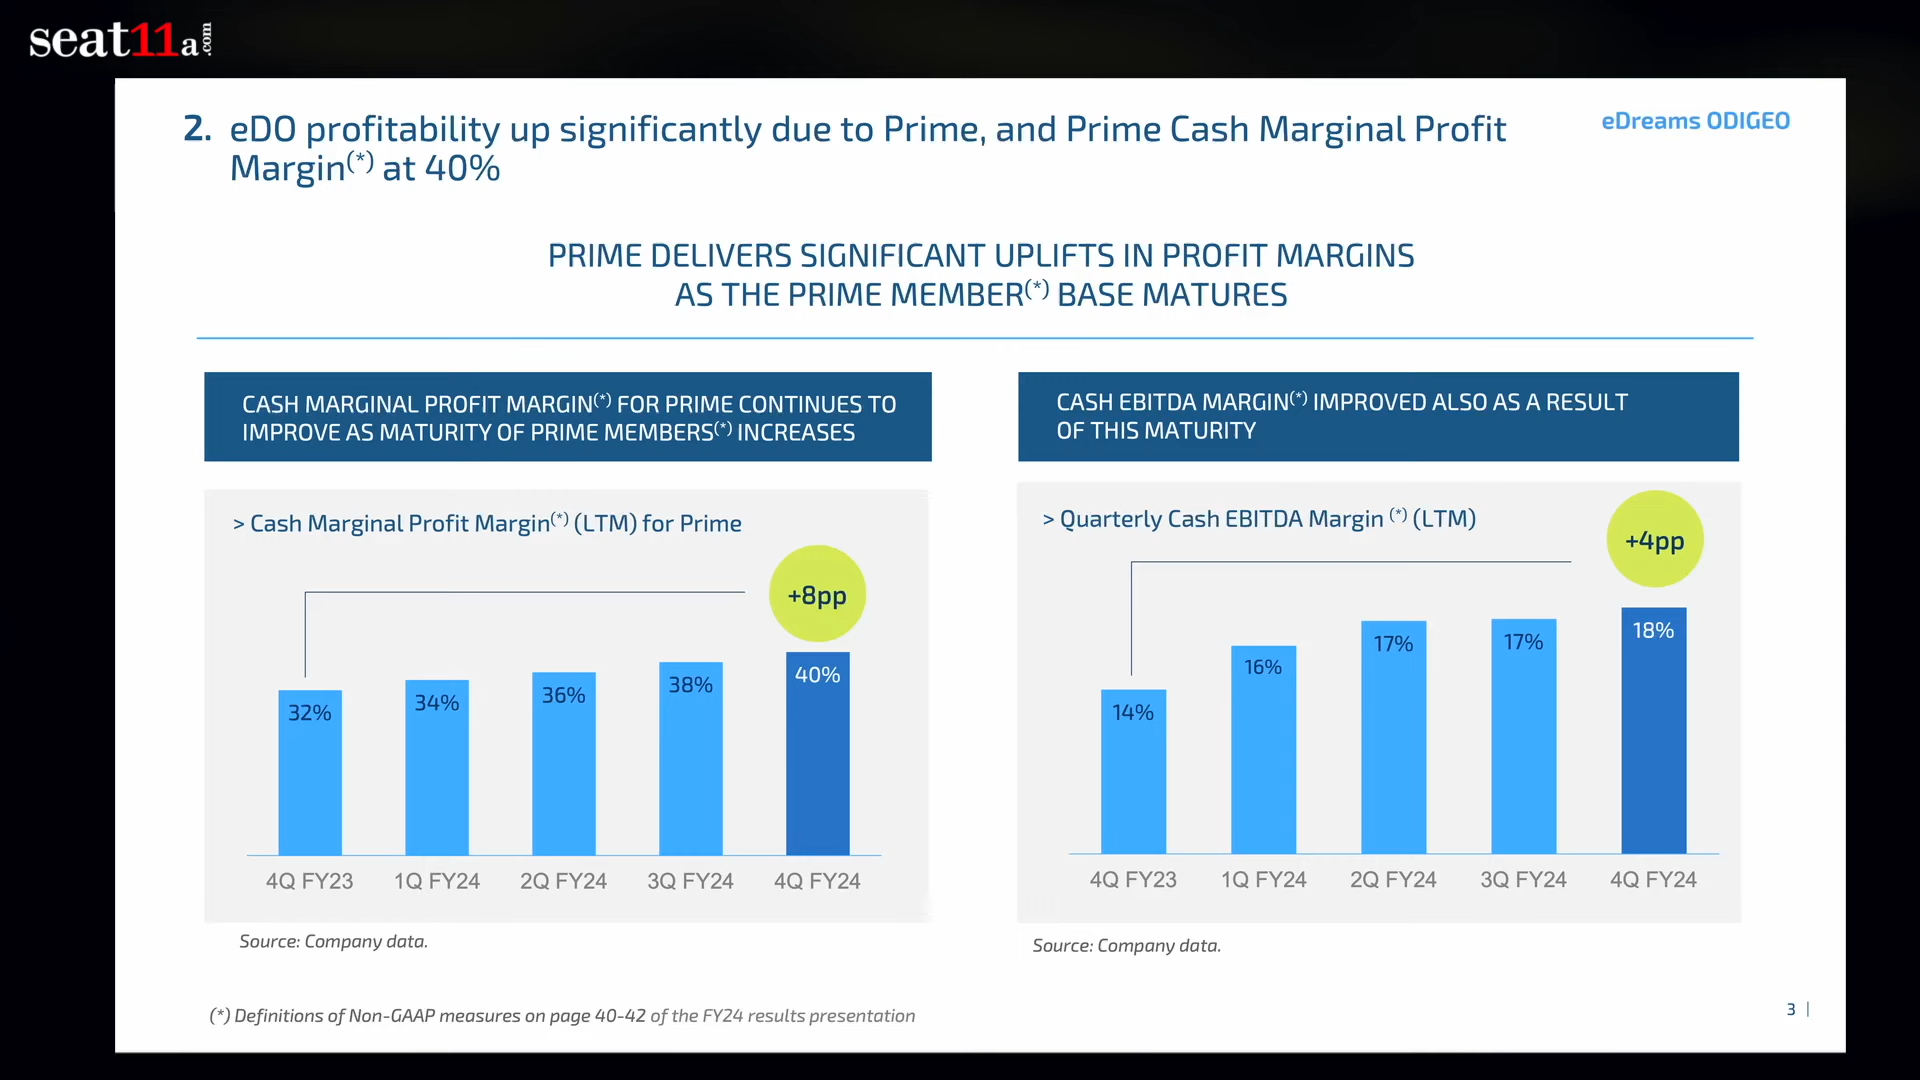 seat11a.com
2. eDO profitability up significantly due to Prime, and Prime Cash Marginal Profit
Margin(*) at 40%
eDreams ODIGEO
PRIME DELIVERS SIGNIFICANT UPLIFTS IN PROFIT MARGINS
AS THE PRIME MEMBER(*) BASE MATURES
CASH MARGINAL PROFIT MARGIN(*) FOR PRIME CONTINUES TO
IMPROVE AS MATURITY OF PRIME MEMBERS(*) INCREASES
> Cash Marginal Profit Margin(*) (LTM) for Prime
+8pp
32%
34%
36%
38%
40%
4Q FY23
1Q FY24
2Q FY24
3Q FY24
4Q FY24
Source: Company data.
CASH EBITDA MARGIN(*) IMPROVED ALSO AS A RESULT
OF THIS MATURITY
> Quarterly Cash EBITDA Margin (*) (LTM)
+4pp
14%
16%
17%
17%
18%
4Q FY23
1Q FY24
2Q FY24
3Q FY24
4Q FY24
Source: Company data.
(*) Definitions of Non-GAAP measures on page 40-42 of the FY24 results presentation
3 |